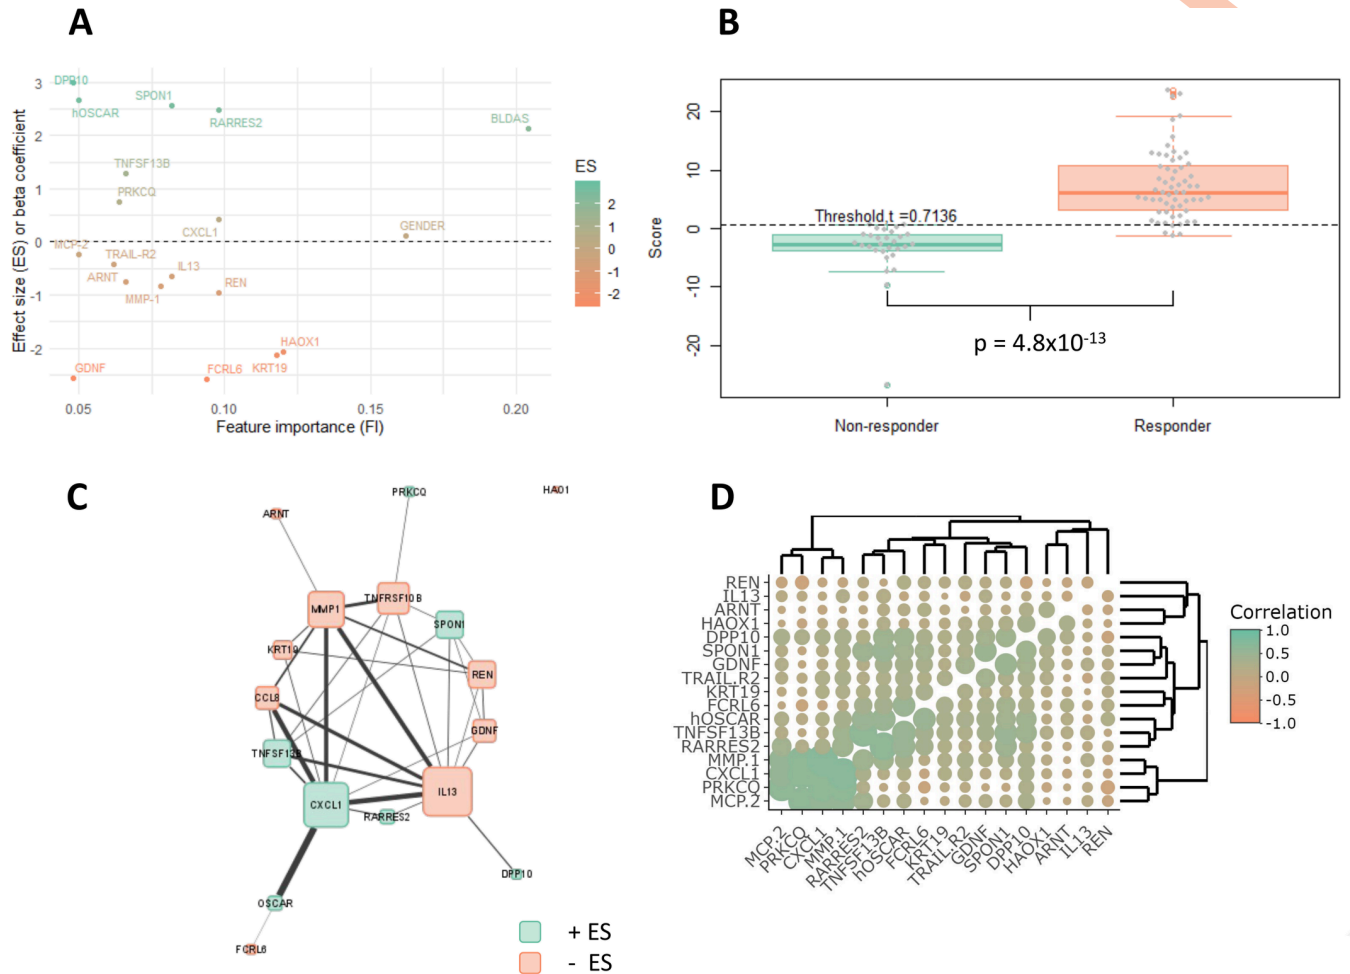 A
Effect size (ES) or beta coefficient
3
2
1
0
-1
-2
DPP10
hOSCAR
SPON1
RARRES2
BLDAS
TNFSF13B
PRKCQ
CXCL1
GENDER
MCP-2
TRAIL-R2
ARNT
IL13
MMP-1
REN
HAOX1
GDNF
FCRL6
KRT19
0.05
0.10
0.15
0.20
Feature importance (FI)
ES
2
1
0
-1
-2
B
Score
20
10
0
-10
-20
Threshold t =0.7136
p = 4.8x10-13
Non-responder
Responder
C
PRKCQ
HAO1
ARNT
TNFRSF10B
MMP1
SPON1
KRT19
REN
CCL8
GDNF
TNFSF13B
IL13
CXCL1
RARRES2
DPP10
OSCAR
FCRL6
+ ES
- ES
D
REN
IL13
ARNT
HAOX1
DPP10
SPON1
GDNF
TRAIL.R2
KRT19
FCRL6
hOSCAR
TNFSF13B
RARRES2
MMP.1
CXCL1
PRKCQ
MCP.2
MCP.2
PRKCQ
CXCL1
MMP.1
RARRES2
TNFSF13B
hOSCAR
FCRL6
KRT19
TRAIL.R2
GDNF
SPON1
DPP10
HAOX1
ARNT
IL13
REN
Correlation
1.0
0.5
0.0
-0.5
-1.0